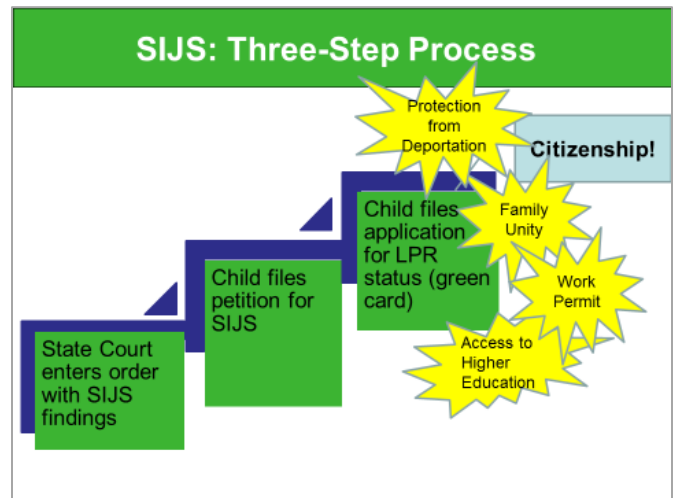 SIJS: Three-Step Process
Protection
from
Deportation
Citizenship!
Family
Unity
Work
Permit
Access to
Higher
Education
Child files
application
for LPR
status (green
card)
Child files
petition for
SIJS
State Court
enters order
with SIJS
findings